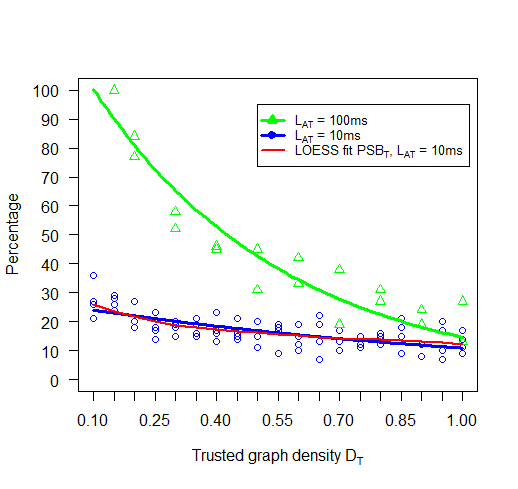 L_AT = 100ms
L_AT = 10ms
LOESS fit PSB_T, L_AT = 10ms
Percentage
100
90
80
70
60
50
40
30
20
10
0
0.10 0.25 0.40 0.55 0.70 0.85 1.00
Trusted graph density D_T